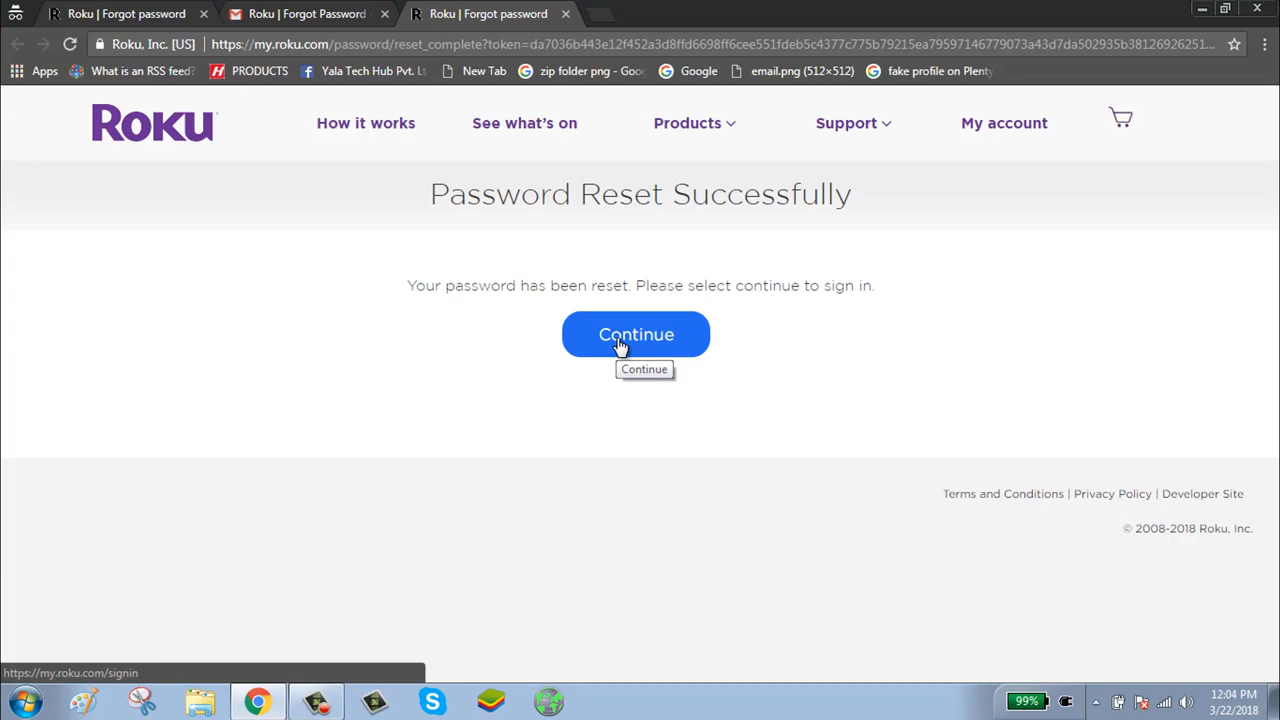 Roku | Forgot password
Roku | Forgot Password
Roku | Forgot password
Roku, Inc. [US]
https://my.roku.com/password/reset_complete?token=da7036b443e12f452a3d8ffd6698ff6cee551fdeb5c4377c775b79215ea79597146779073a43d7da502935b38126926251...
Apps
What is an RSS feed?
PRODUCTS
Yala Tech Hub Pvt. Lt
New Tab
zip folder png - Goo
Google
email.png (512×512)
fake profile on Plenty
Roku
How it works
See what's on
Products
Support
My account
Password Reset Successfully
Your password has been reset. Please select continue to sign in.
Continue
Continue
Terms and Conditions | Privacy Policy | Developer Site
© 2008-2018 Roku, Inc.
https://my.roku.com/signin
99%
12:04 PM
3/22/2018